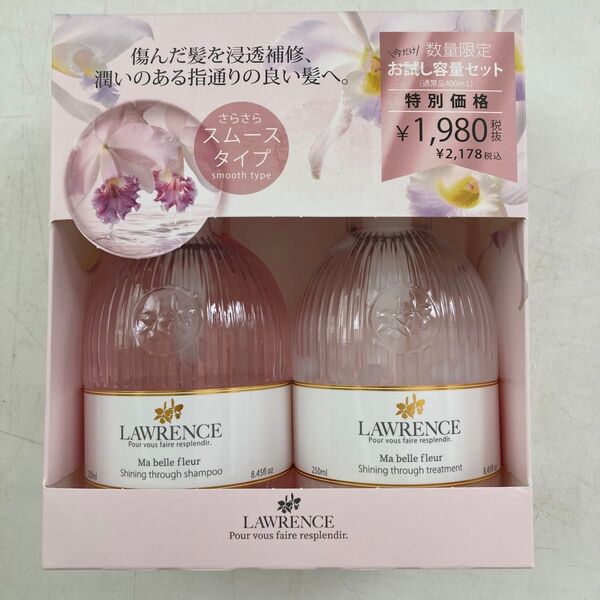 傷んだ髪を浸透補修、
潤いのある指通りの良い髪へ。
さらさら
スムース
タイプ
smooth type
今だけ
数量限定
お試し容量セット
(通常品400mL)
特別価格
¥1,980税抜
¥2,178税込
LAWRENCE
Pour vous faire resplendir.
Ma belle fleur
Shining through shampoo
8.45fl oz
LAWRENCE
Pour vous faire resplendir.
Ma belle fleur
250ml Shining through treatment 8.45fl oz
LAWRENCE
Pour vous faire resplendir.